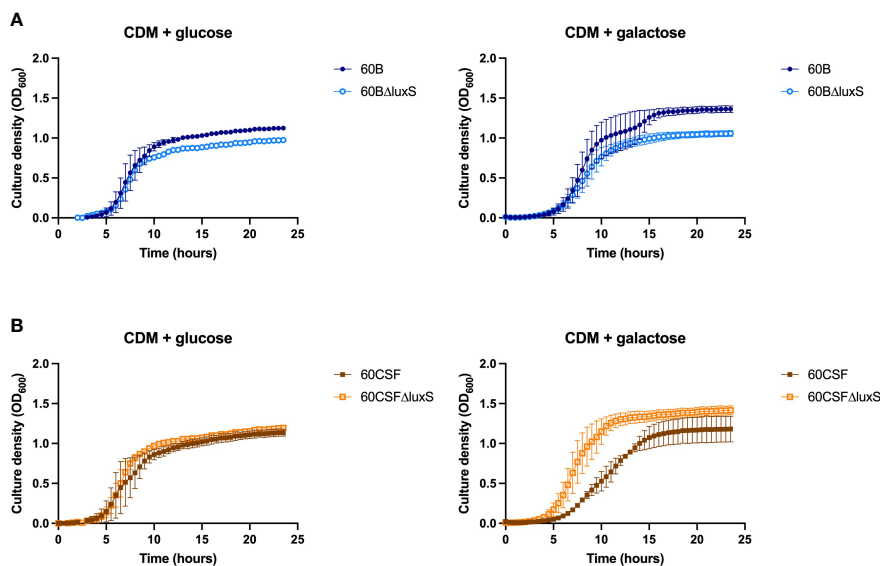 A
CDM + glucose
2.0
1.5
1.0
0.5
0.0
0 5 10 15 20 25
Culture density (OD600)
Time (hours)
60B
60BΔluxS
CDM + galactose
2.0
1.5
1.0
0.5
0.0
0 5 10 15 20 25
Culture density (OD600)
Time (hours)
60B
60BΔluxS
B
CDM + glucose
2.0
1.5
1.0
0.5
0.0
0 5 10 15 20 25
Culture density (OD600)
Time (hours)
60CSF
60CSFΔluxS
CDM + galactose
2.0
1.5
1.0
0.5
0.0
0 5 10 15 20 25
Culture density (OD600)
Time (hours)
60CSF
60CSFΔluxS